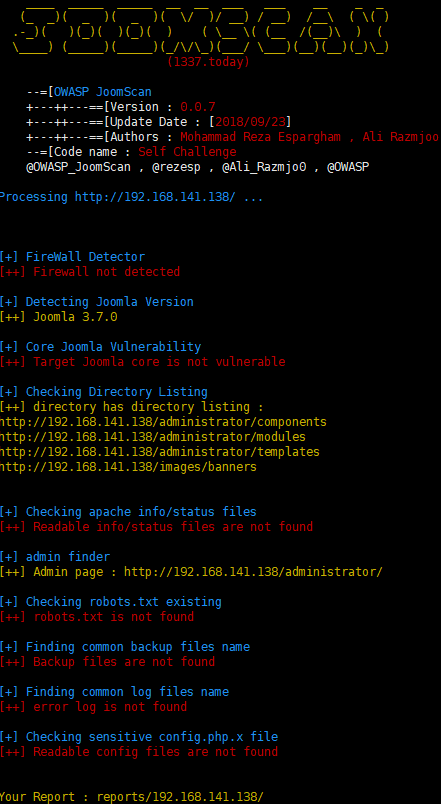 (1337.today)
--=[OWASP JoomScan
+---++---==[Version : 0.0.7
+---++---==[Update Date : [2018/09/23]
+---++---==[Authors : Mohammad Reza Espargham , Ali Razmjoo
--=[Code name : Self Challenge
@OWASP_JoomScan , @rezesp , @Ali_Razmjo0 , @OWASP
Processing http://192.168.141.138/ ...
[+] FireWall Detector
[++] Firewall not detected
[+] Detecting Joomla Version
[++] Joomla 3.7.0
[+] Core Joomla Vulnerability
[++] Target Joomla core is not vulnerable
[+] Checking Directory Listing
[++] directory has directory listing :
http://192.168.141.138/administrator/components
http://192.168.141.138/administrator/modules
http://192.168.141.138/administrator/templates
http://192.168.141.138/images/banners
[+] Checking apache info/status files
[++] Readable info/status files are not found
[+] admin finder
[++] Admin page : http://192.168.141.138/administrator/
[+] Checking robots.txt existing
[++] robots.txt is not found
[+] Finding common backup files name
[++] Backup files are not found
[+] Finding common log files name
[++] error log is not found
[+] Checking sensitive config.php.x file
[++] Readable config files are not found
Your Report : reports/192.168.141.138/